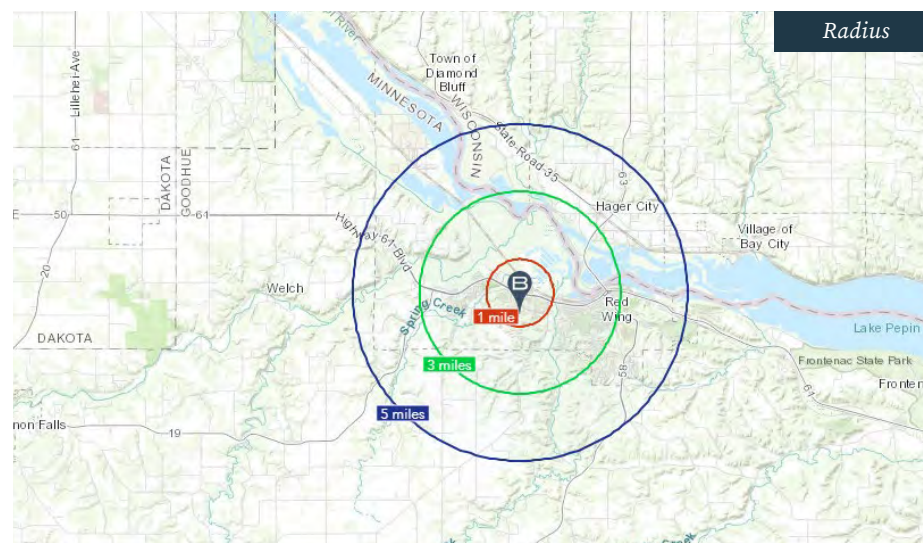 Radius
River
Town of
Diamond
Bluff
MINNESOTA
WISCONSIN
Lillehei-Ave
61
State-Road-35
DAKOTA
GOODHUE
63
50
61
Hager City
Highway-61-Blvd
Village of
Bay City
20
Welch
B
Spring Creek
1 mile
Red
Wing
Lake Pepin
DAKOTA
3 miles
Frontenac State Park
58
61
Fronten
5 miles
non Falls
19